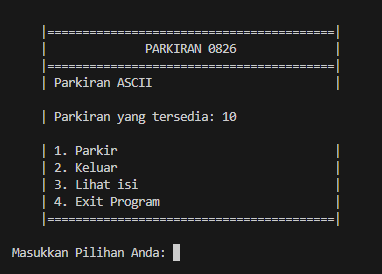 |=========================================|
| PARKIRAN 0826 |
|=========================================|
| Parkiran ASCII |
| Parkiran yang tersedia: 10
| 1. Parkir |
| 2. Keluar |
| 3. Lihat isi |
| 4. Exit Program |
|=========================================|
Masukkan Pilihan Anda: